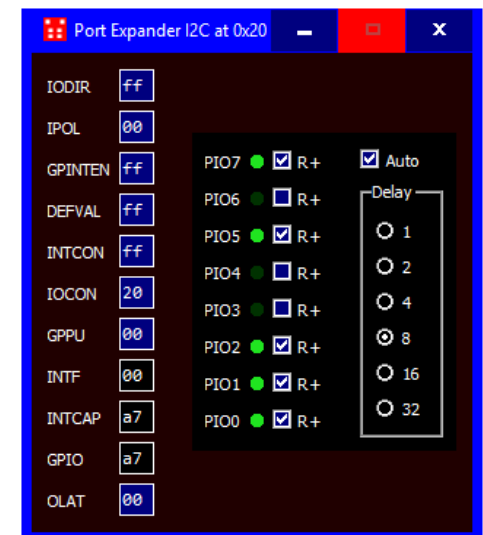 Port Expander I2C at 0x20
IODIR ff
IPOL 00
GPINTEN ff
DEFVAL ff
INTCON ff
IOCON 20
GPPU 00
INTF 00
INTCAP a7
GPIO a7
OLAT 00
PIO7 R+
PIO6 R+
PIO5 R+
PIO4 R+
PIO3 R+
PIO2 R+
PIO1 R+
PIO0 R+
Auto
Delay
1
2
4
8
16
32